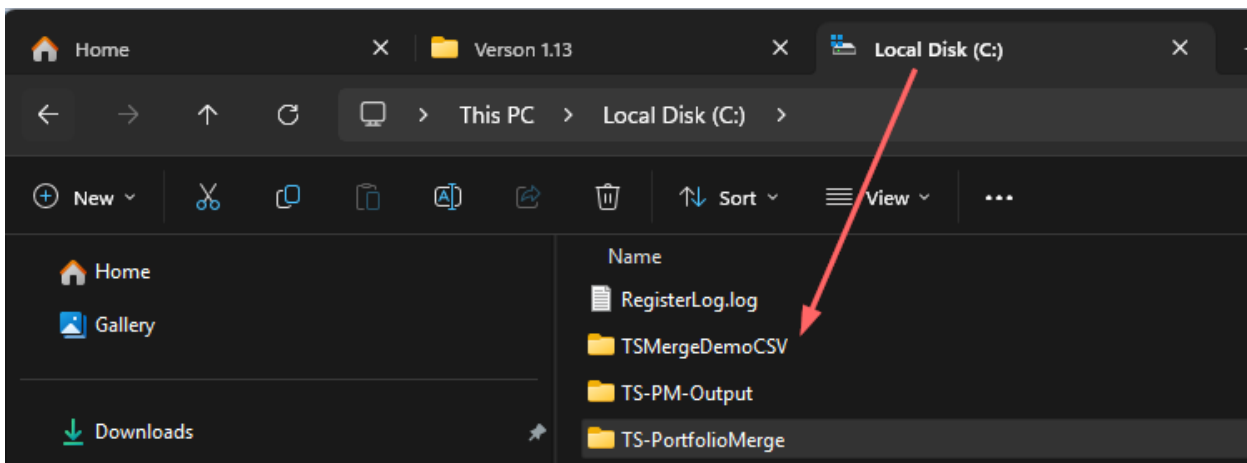 Home
Verson 1.13
Local Disk (C:)
This PC > Local Disk (C:) >
New
Sort
View
Home
Gallery
Downloads
Name
RegisterLog.log
TSMergeDemoCSV
TS-PM-Output
TS-PortfolioMerge